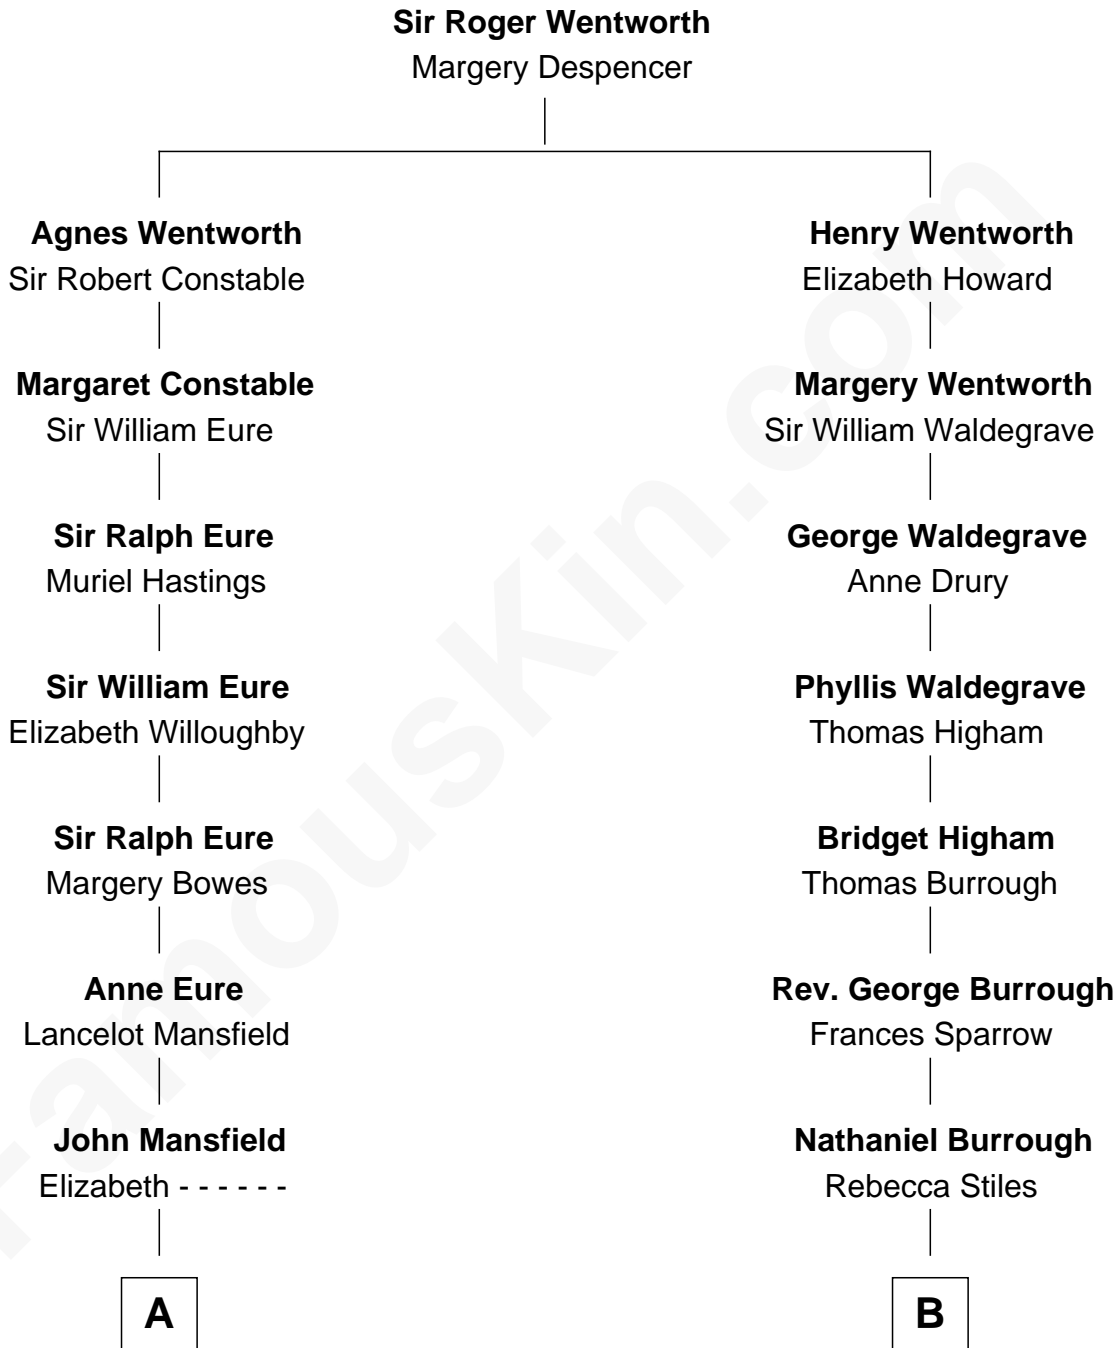 Sir Roger Wentworth
Margery Despencer
Agnes Wentworth
Sir Robert Constable
Henry Wentworth
Elizabeth Howard
Margaret Constable
Sir William Eure
Margery Wentworth
Sir William Waldegrave
Sir Ralph Eure
Muriel Hastings
George Waldegrave
Anne Drury
Sir William Eure
Elizabeth Willoughby
Phyllis Waldegrave
Thomas Higham
Sir Ralph Eure
Margery Bowes
Bridget Higham
Thomas Burrough
Anne Eure
Lancelot Mansfield
Rev. George Burrough
Frances Sparrow
John Mansfield
Elizabeth - - - - - -
Nathaniel Burrough
Rebecca Stiles
A
B
FamousKin.com